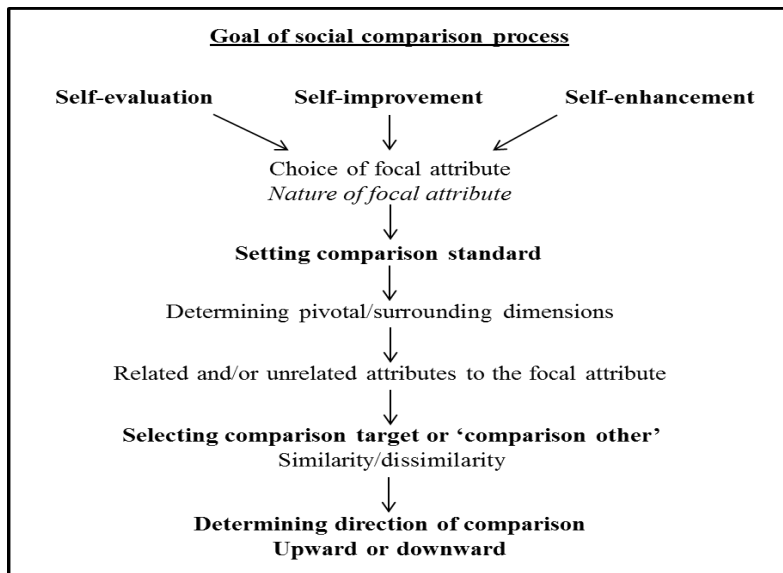 Goal of social comparison process
Self-evaluation Self-improvement Self-enhancement
Choice of focal attribute
Nature of focal attribute
Setting comparison standard
Determining pivotal/surrounding dimensions
Related and/or unrelated attributes to the focal attribute
Selecting comparison target or ‘comparison other’
Similarity/dissimilarity
Determining direction of comparison
Upward or downward